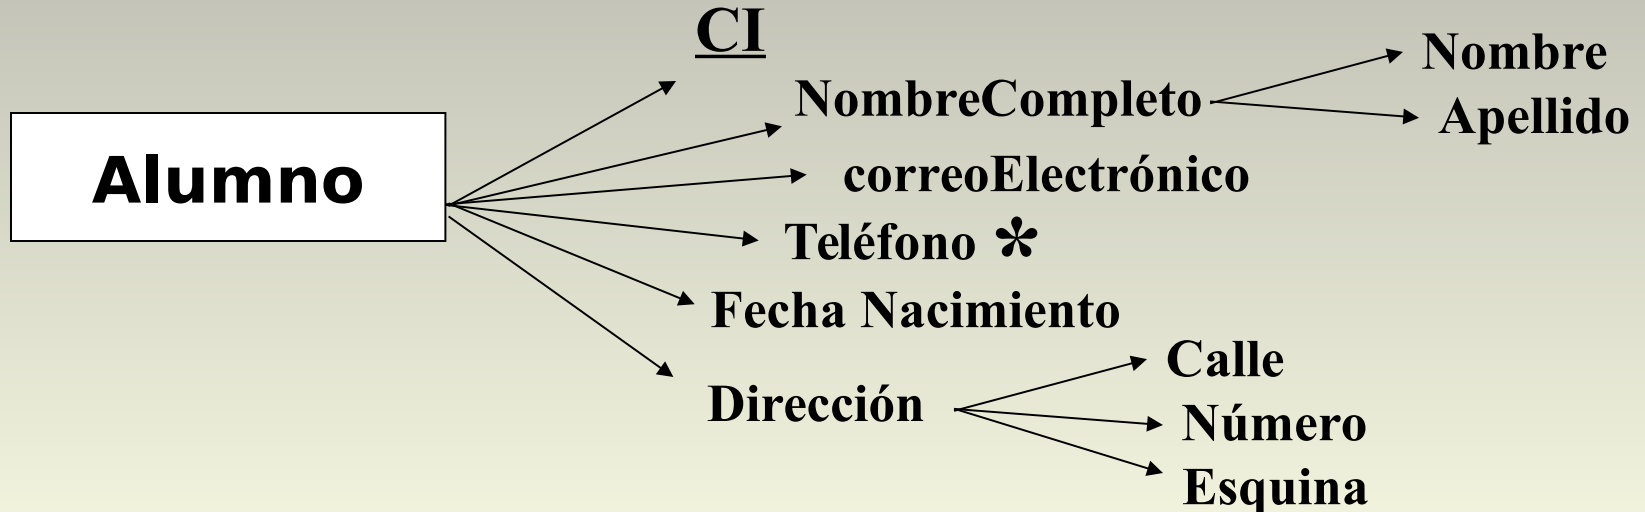 CI
Nombre
NombreCompleto
Apellido
Alumno
correoElectrónico
Teléfono *
Fecha Nacimiento
Calle
Dirección
Número
Esquina